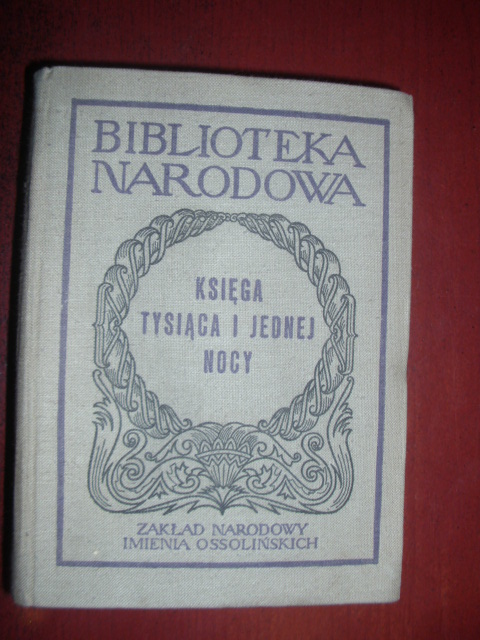 BIBLIOTEKA
NARODOWA
KSIĘGA
TYSIĄCA I JEDNEJ
NOCY
ZAKŁAD NARODOWY
IMIENIA OSSOLIŃSKICH